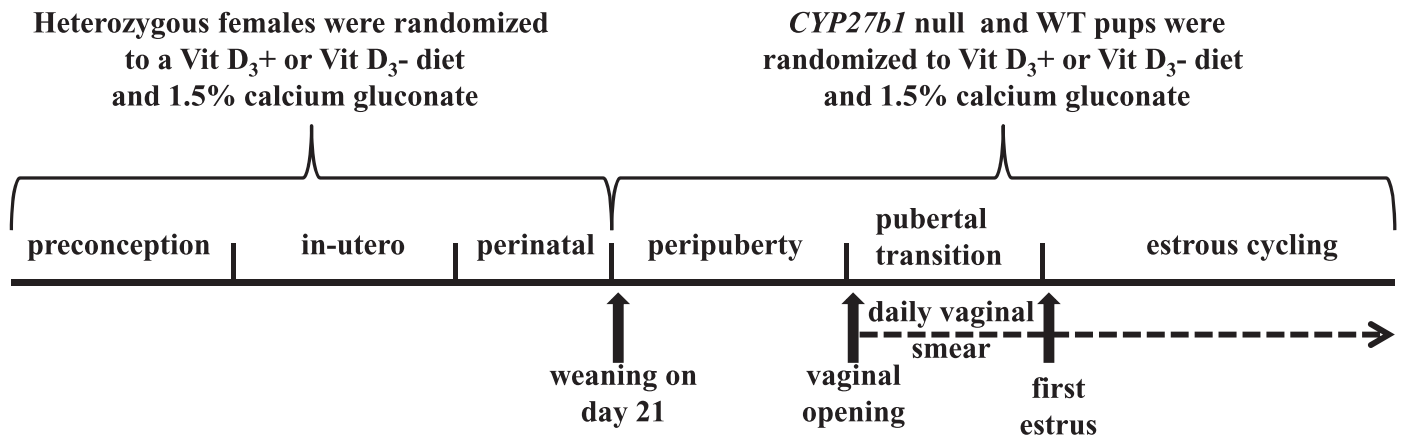 Heterozygous females were randomized
to a Vit D₃+ or Vit D₃- diet
and 1.5% calcium gluconate
CYP27b1 null and WT pups were
randomized to Vit D₃+ or Vit D₃- diet
and 1.5% calcium gluconate
preconception
in-utero
perinatal
peripuberty
pubertal
transition
estrous cycling
daily vaginal
smear
weaning on
day 21
vaginal
opening
first
estrus